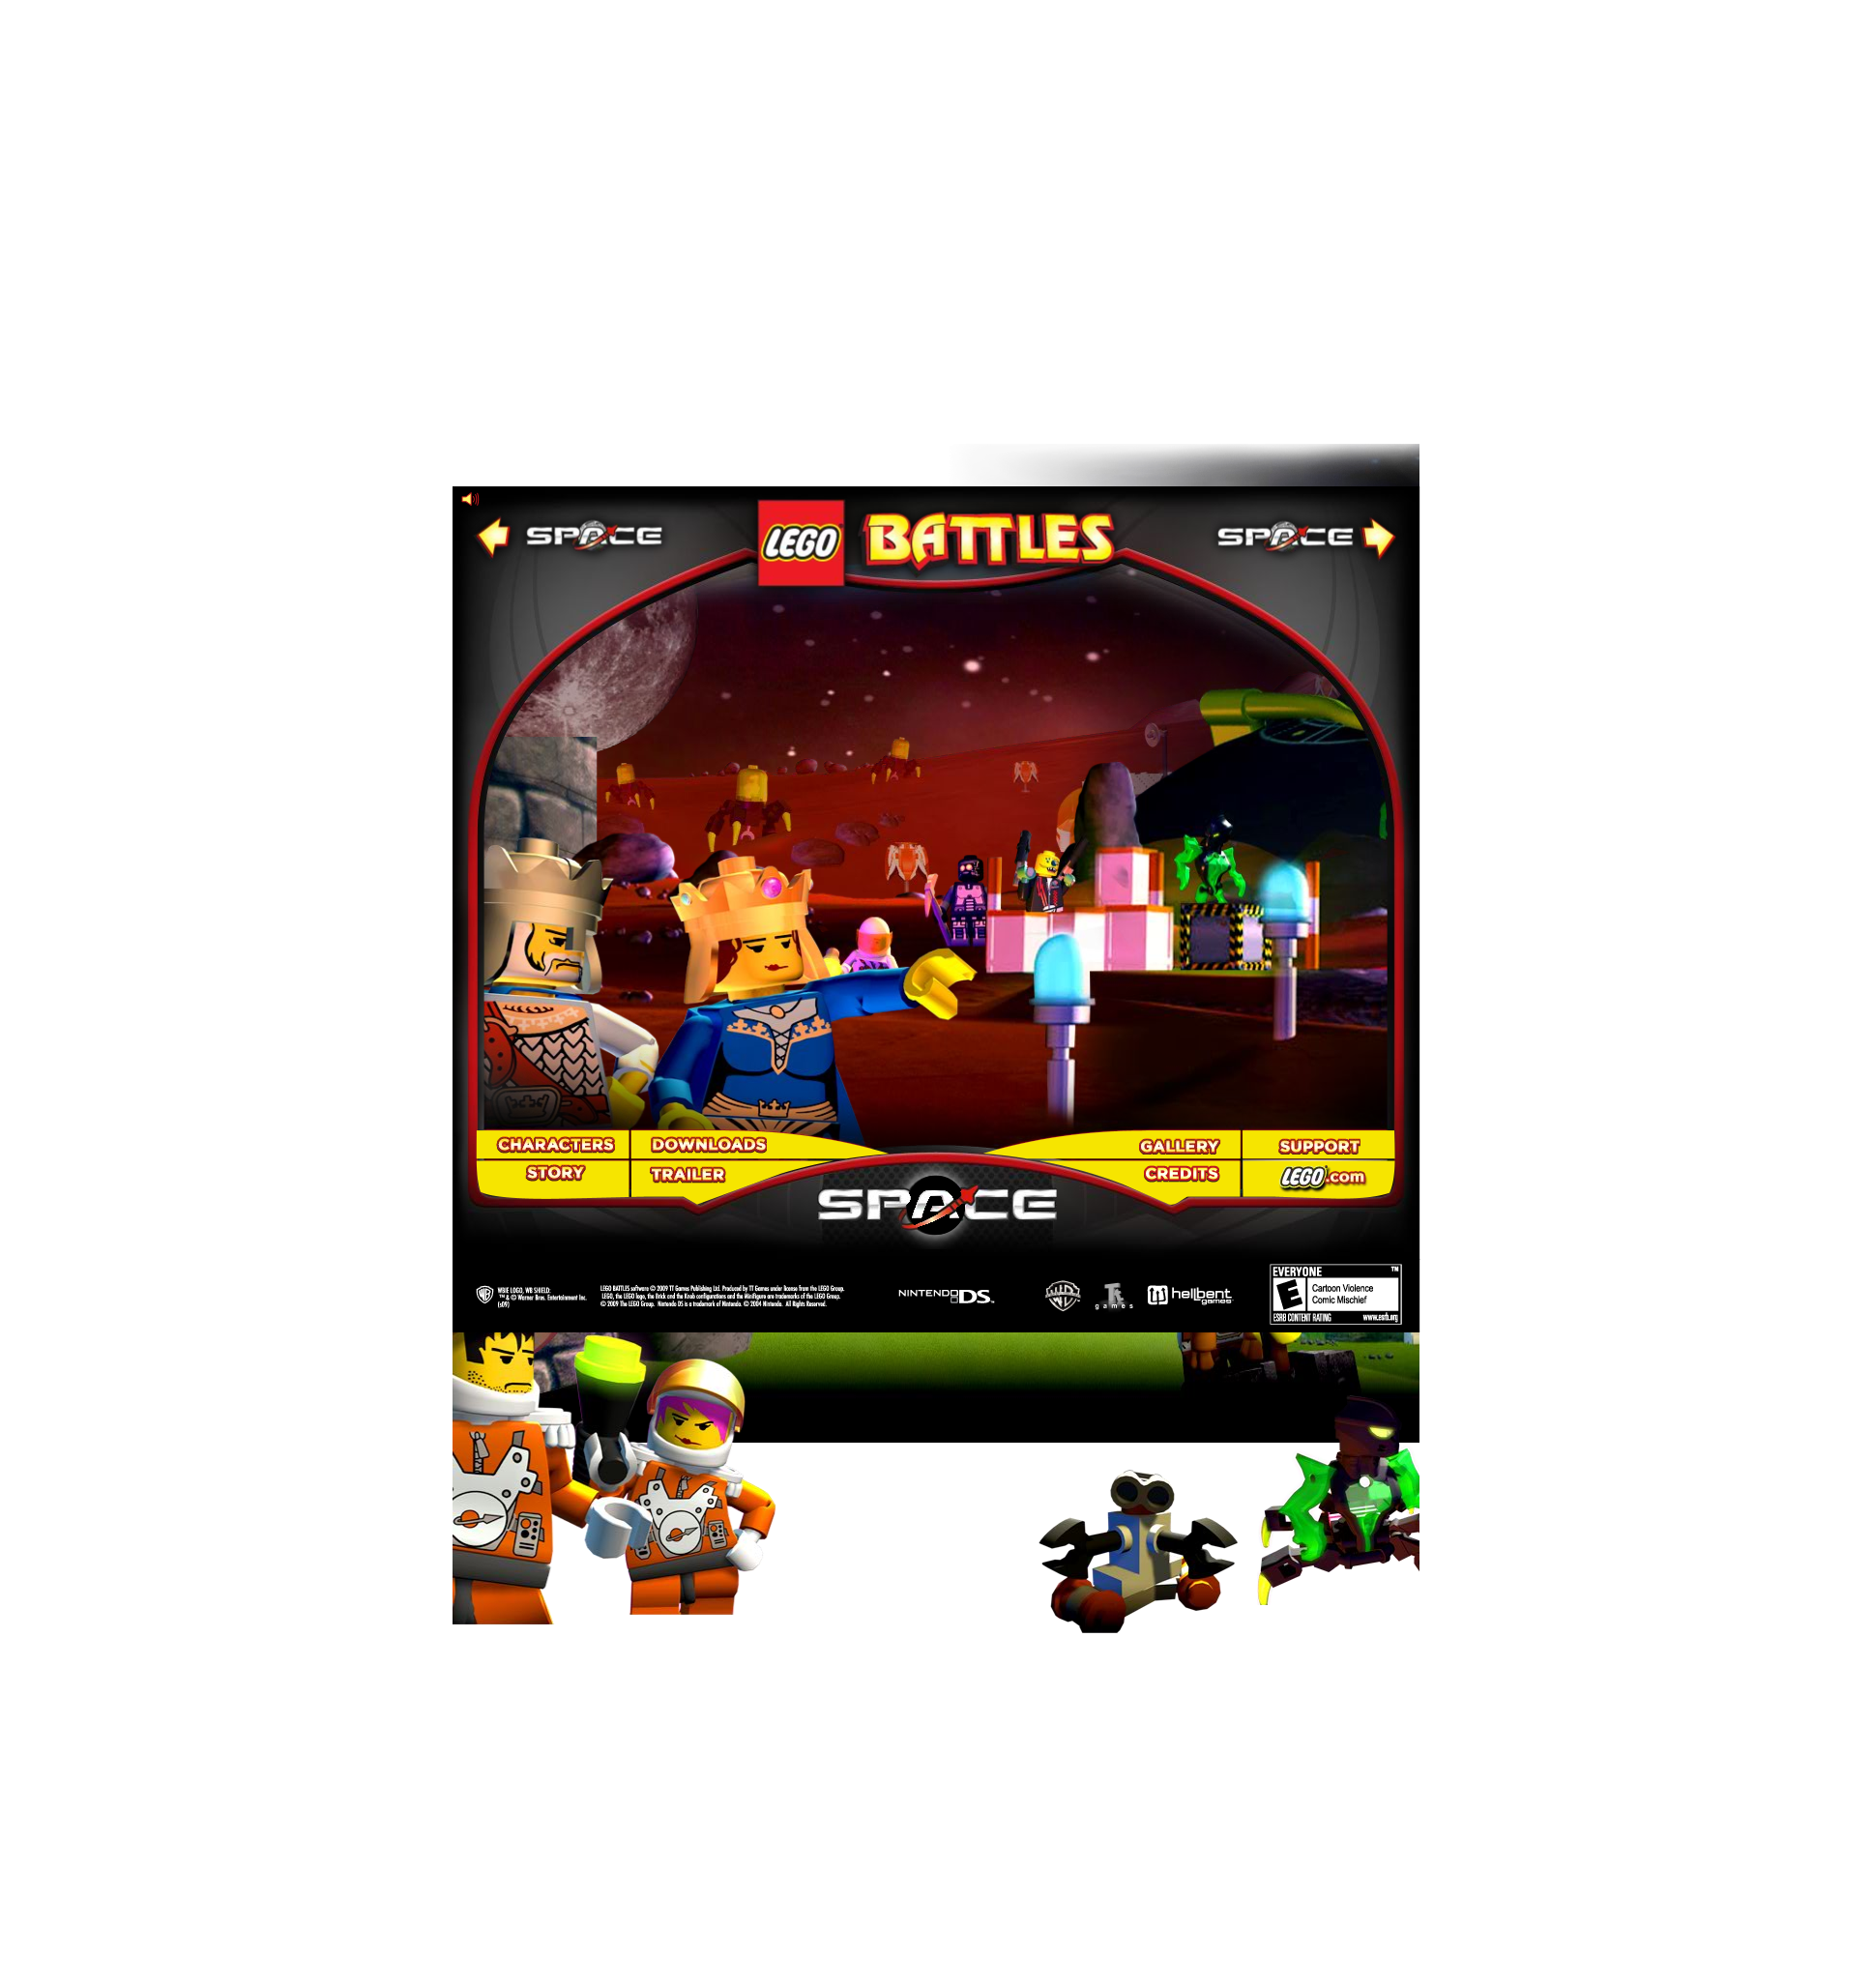 SPACE
LEGO BATTLES
SPACE
CHARACTERS
DOWNLOADS
GALLERY
SUPPORT
STORY
TRAILER
CREDITS
LEGO.com
SPACE
WBIE LOGO, WB SHIELD:
™ & © Warner Bros. Entertainment Inc.
(s09)
LEGO BATTLES software © 2009 TT Games Publishing Ltd. Produced by TT Games under license from the LEGO Group.
LEGO, the LEGO logo, the Brick and the Knob configurations and the Minifigure are trademarks of the LEGO Group.
© 2009 The LEGO Group. Nintendo DS is a trademark of Nintendo. © 2004 Nintendo. All Rights Reserved.
NINTENDO DS™
games
hellbent
games
EVERYONE ™
E
Cartoon Violence
Comic Mischief
ESRB CONTENT RATING www.esrb.org